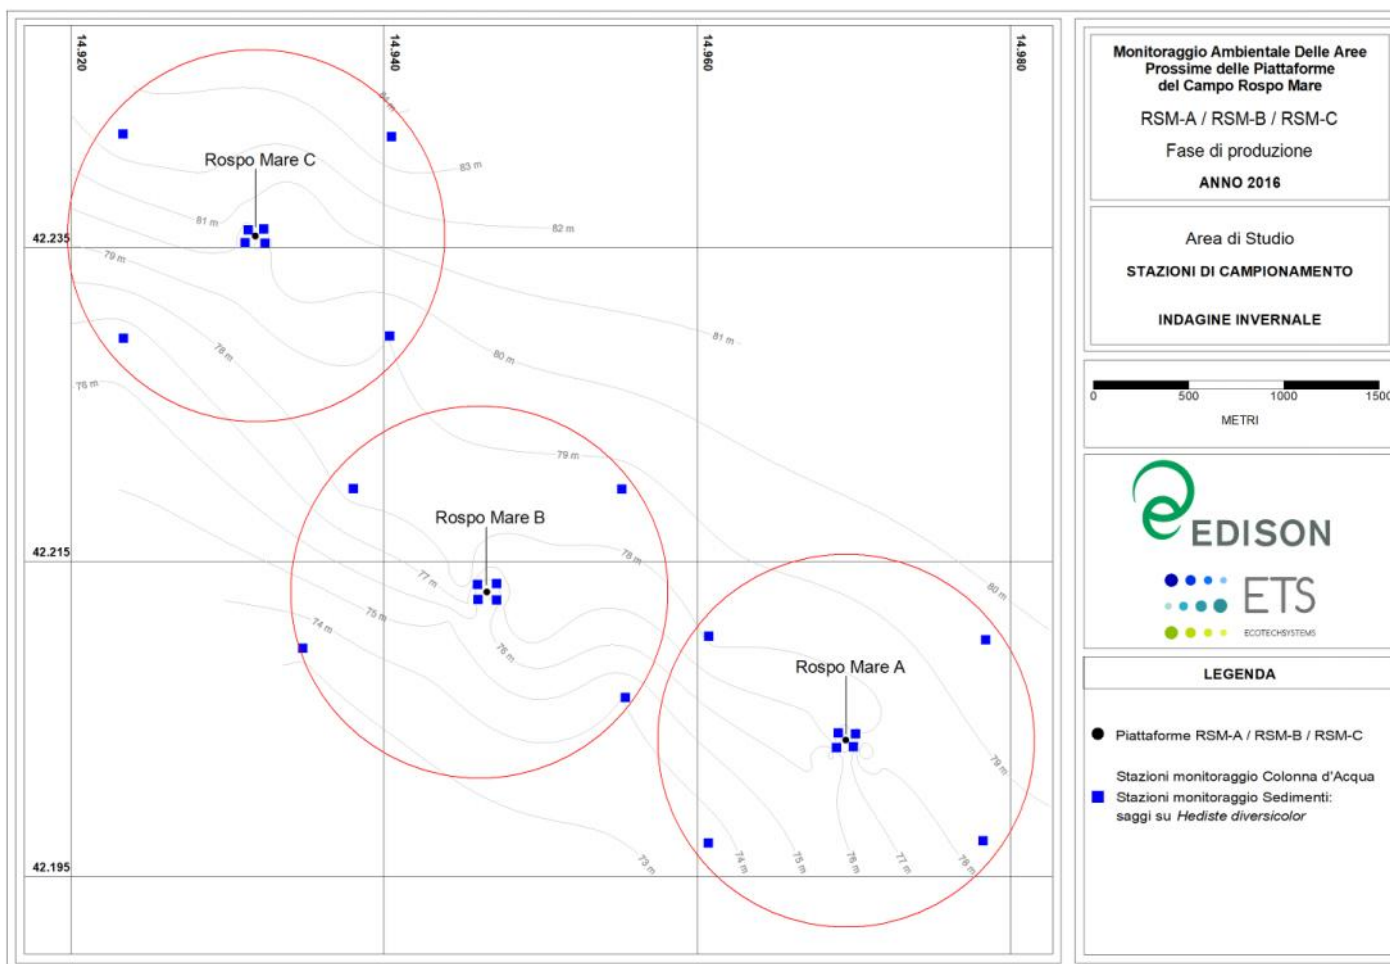 14.920
14.940
14.960
14.980
84 m
83 m
Rospo Mare C
82 m
81 m
42.235
79 m
81 m
80 m
78 m
76 m
79 m
Rospo Mare B
42.215
78 m
77 m
80 m
75 m
74 m
76 m
Rospo Mare A
79 m
42.195
73 m
74 m
75 m
76 m
77 m
78 m
Monitoraggio Ambientale Delle Aree
Prossime delle Piattaforme
del Campo Rospo Mare
RSM-A / RSM-B / RSM-C
Fase di produzione
ANNO 2016
Area di Studio
STAZIONI DI CAMPIONAMENTO
INDAGINE INVERNALE
0 500 1000 1500
METRI
EDISON
ETS
ECOTECHSYSTEMS
LEGENDA
Piattaforme RSM-A / RSM-B / RSM-C
Stazioni monitoraggio Colonna d'Acqua
Stazioni monitoraggio Sedimenti:
saggi su Hediste diversicolor